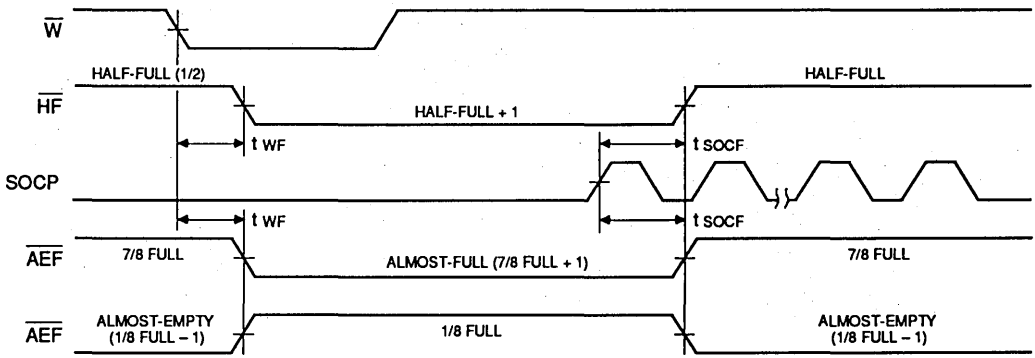 W
HALF-FULL (1/2)
HALF-FULL
HF
HALF-FULL + 1
t WF
t SOCF
SOCP
t WF
t SOCF
AEF
7/8 FULL
ALMOST-FULL (7/8 FULL + 1)
7/8 FULL
AEF
ALMOST-EMPTY
(1/8 FULL – 1)
1/8 FULL
ALMOST-EMPTY
(1/8 FULL – 1)